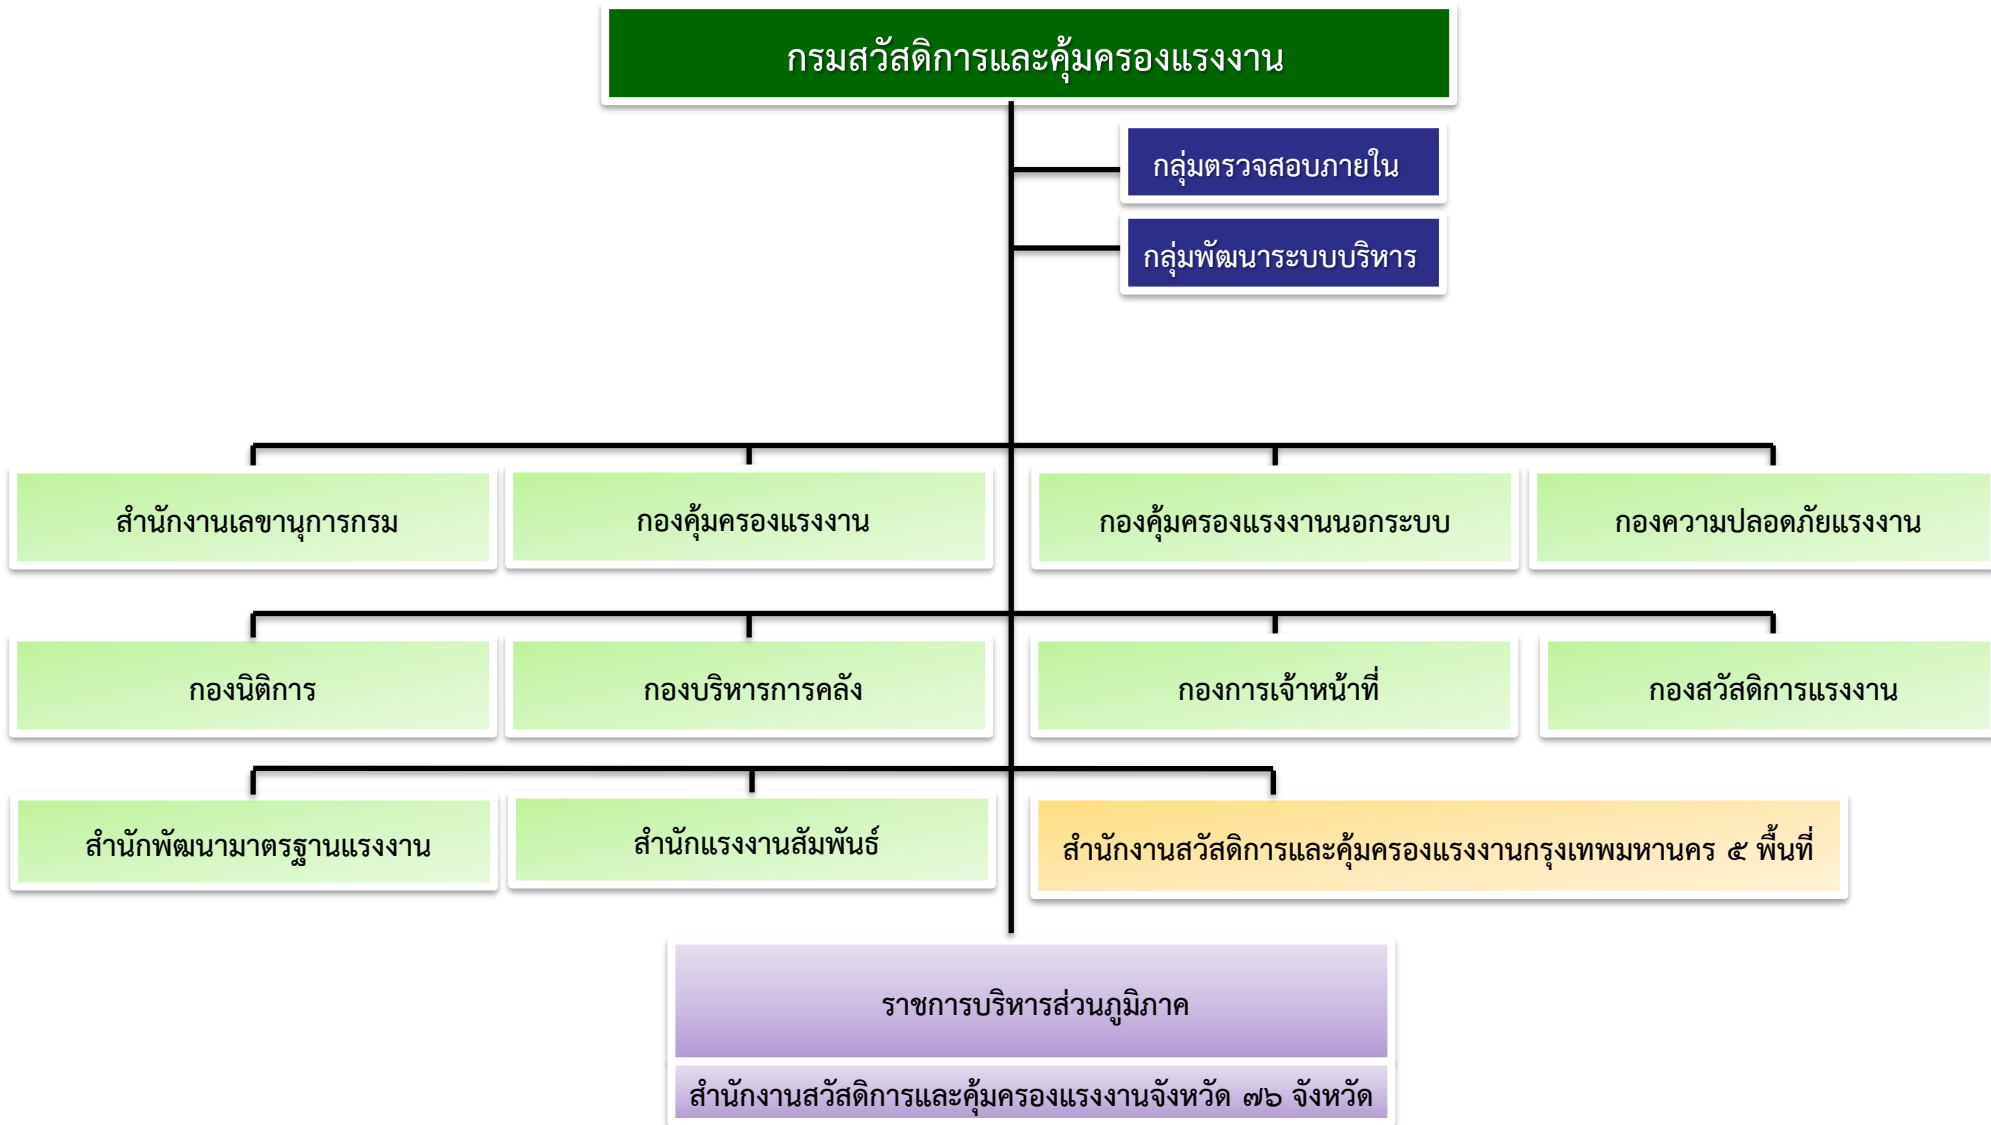 กรมสวัสดิการและคุ้มครองแรงงาน
กลุ่มตรวจสอบภายใน
กลุ่มพัฒนาระบบบริหาร
สำนักงานเลขานุการกรม
กองคุ้มครองแรงงาน
กองคุ้มครองแรงงานนอกระบบ
กองความปลอดภัยแรงงาน
กองนิติการ
กองบริหารการคลัง
กองการเจ้าหน้าที่
กองสวัสดิการแรงงาน
สำนักพัฒนามาตรฐานแรงงาน
สำนักแรงงานสัมพันธ์
สำนักงานสวัสดิการและคุ้มครองแรงงานกรุงเทพมหานคร ๕ พื้นที่
ราชการบริหารส่วนภูมิภาค
สำนักงานสวัสดิการและคุ้มครองแรงงานจังหวัด ๗๖ จังหวัด